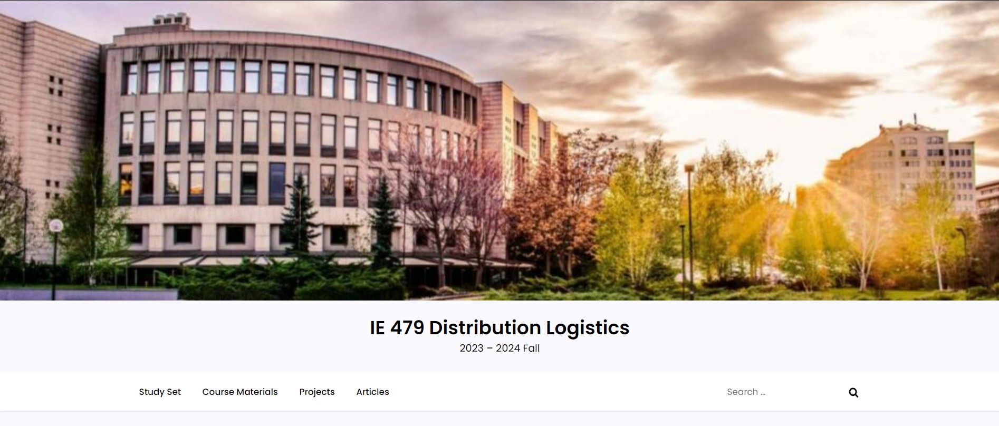 IE 479 Distribution Logistics
2023 – 2024 Fall
Study Set Course Materials Projects Articles Search …